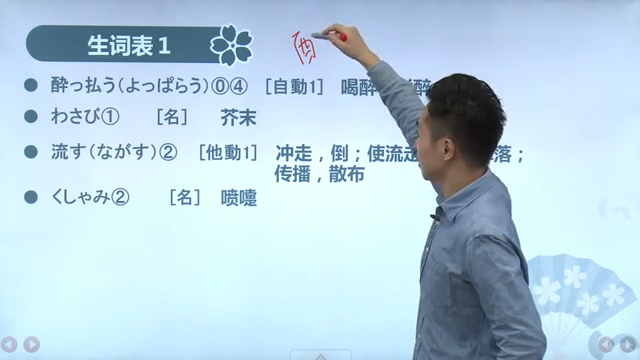 生词表1
酉
酔っ払う(よっぱらう)⓪④ [自動1] 喝醉
わさび① [名] 芥末
流す(ながす)② [他動1] 冲走,倒;使流 落;
传播,散布
くしゃみ② [名] 喷嚏